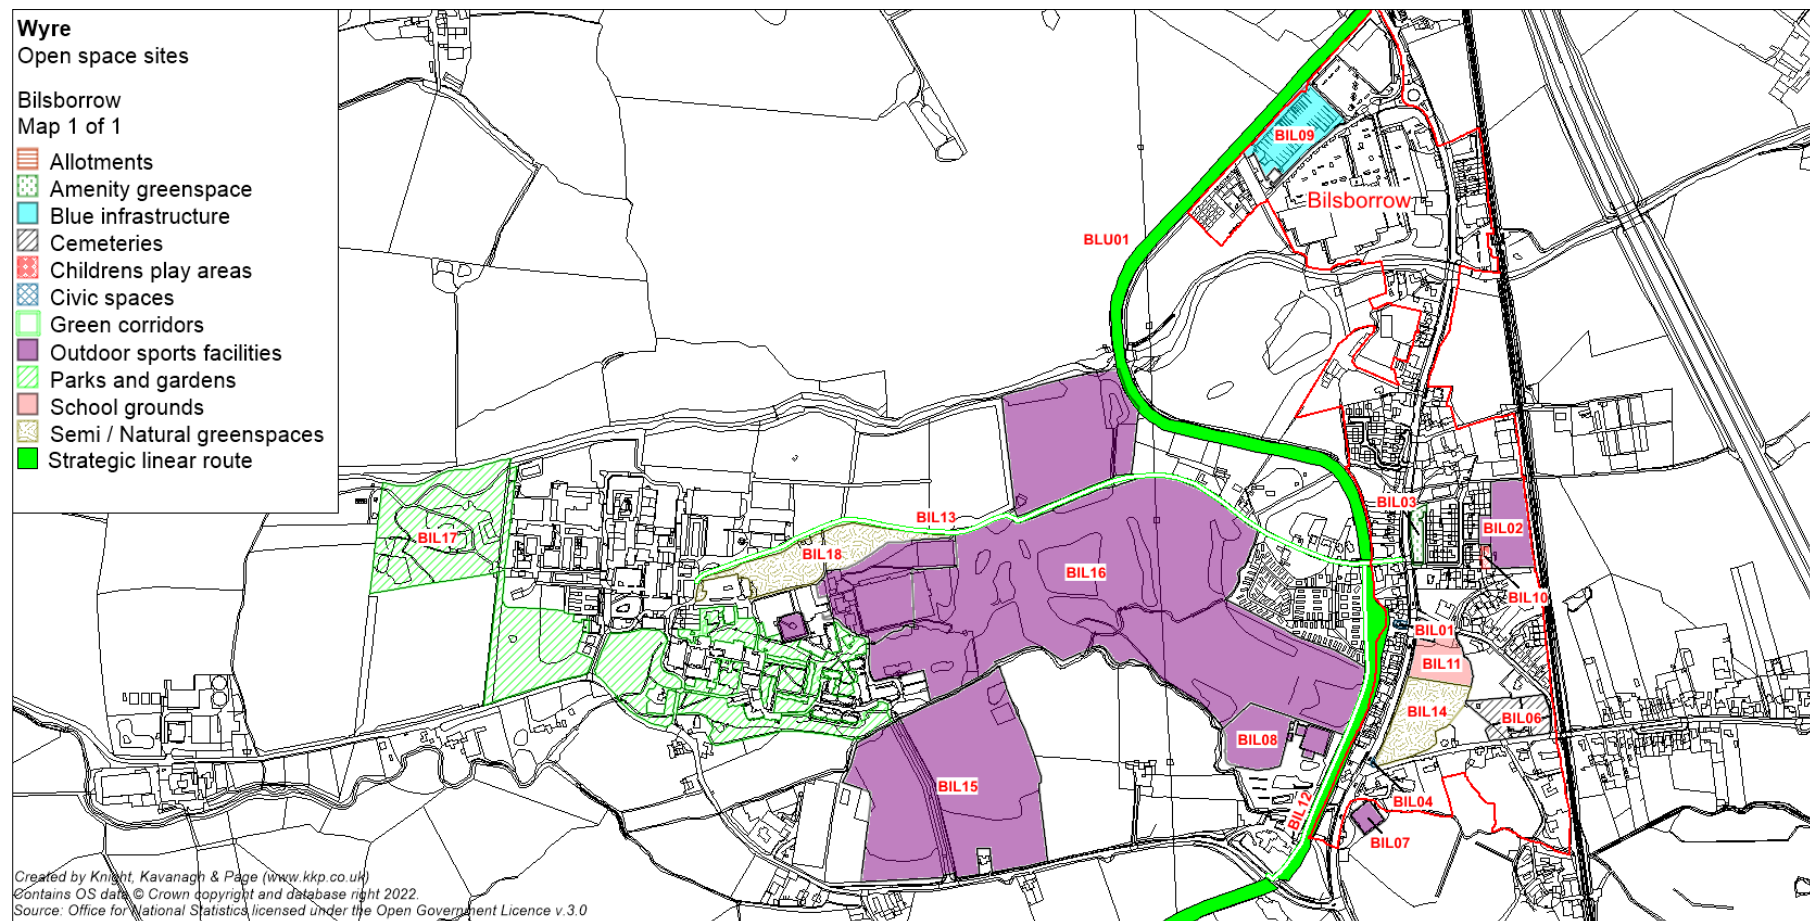 Wyre
Open space sites
Bilsborrow
Map 1 of 1
Allotments
Amenity greenspace
Blue infrastructure
Cemeteries
Childrens play areas
Civic spaces
Green corridors
Outdoor sports facilities
Parks and gardens
School grounds
Semi / Natural greenspaces
Strategic linear route
BIL09
Bilsborrow
BLU01
BIL03
BIL02
BIL13
BIL17
BIL18
BIL16
BIL10
BIL01
BIL11
BIL14
BIL06
BIL08
BIL15
BIL12
BIL04
BIL07
Created by Knight, Kavanagh & Page (www.kkp.co.uk)
Contains OS data © Crown copyright and database right 2022.
Source: Office for National Statistics licensed under the Open Government Licence v.3.0